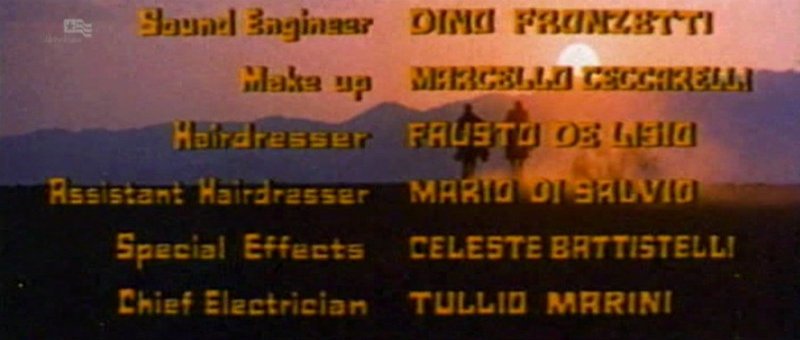 Sound Engineer DINO FRONZETTI
Make up MARCELLO CECCARELLI
Hairdresser FAUSTO DE LISIO
Assistant Hairdresser MARIO DI SALVIO
Special Effects CELESTE BATTISTELLI
Chief Electrician TULLIO MARINI